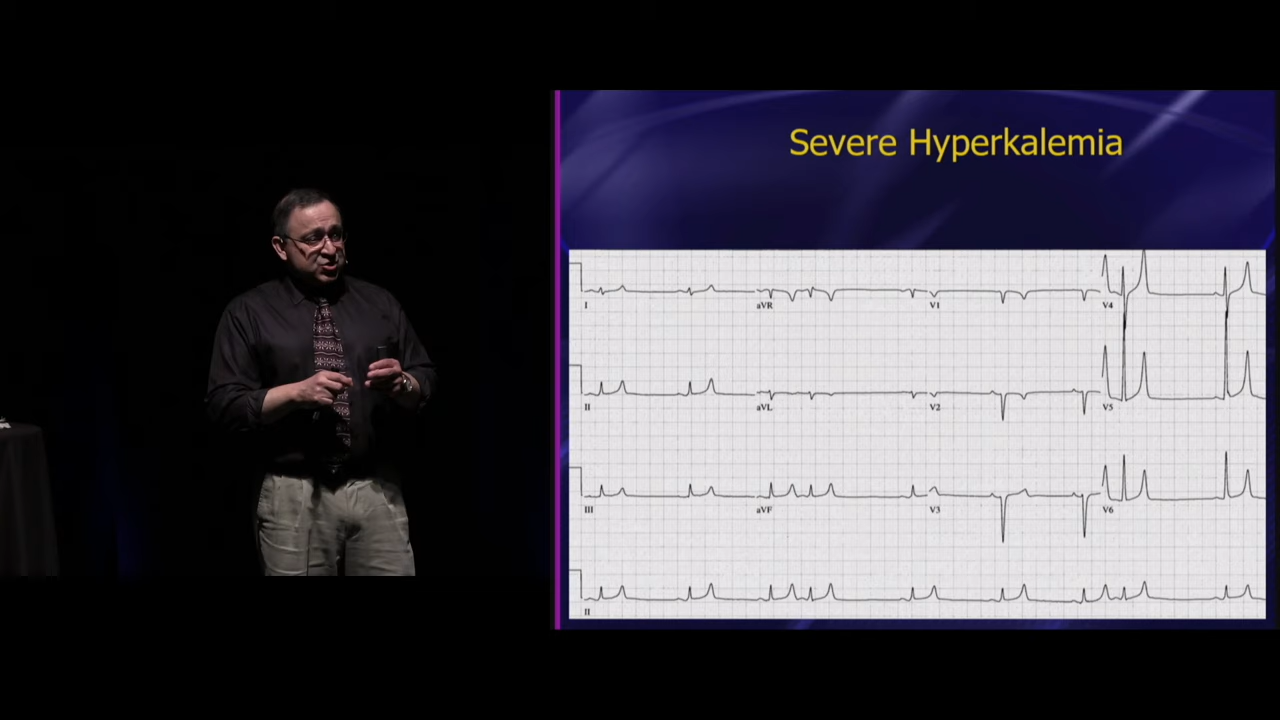 Severe Hyperkalemia
I aVR V1 V4
II aVL V2 V5
III aVF V3 V6
II